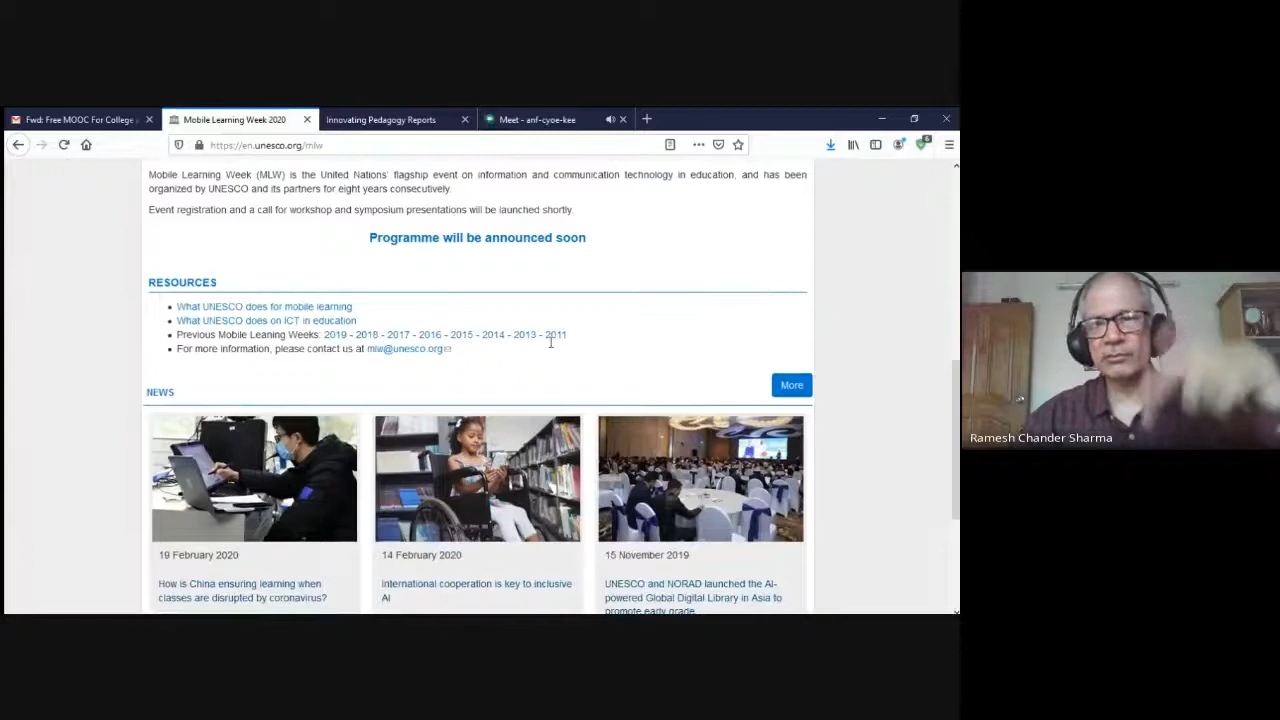 Fwd: Free MOOC For College
Mobile Learning Week 2020
Innovating Pedagogy Reports
Meet - anf-cyoe-kee
https://en.unesco.org/mlw
6
Mobile Learning Week (MLW) is the United Nations' flagship event on information and communication technology in education, and has been
organized by UNESCO and its partners for eight years consecutively.
Event registration and a call for workshop and symposium presentations will be launched shortly.
Programme will be announced soon
RESOURCES
• What UNESCO does for mobile learning
• What UNESCO does on ICT in education
• Previous Mobile Leaning Weeks: 2019 - 2018 - 2017 - 2016 - 2015 - 2014 - 2013 - 2011
• For more information, please contact us at mlw@unesco.org
NEWS
More
19 February 2020
How is China ensuring learning when
classes are disrupted by coronavirus?
14 February 2020
International cooperation is key to inclusive
AI
15 November 2019
UNESCO and NORAD launched the AI-
powered Global Digital Library in Asia to
promote early grade
Ramesh Chander Sharma